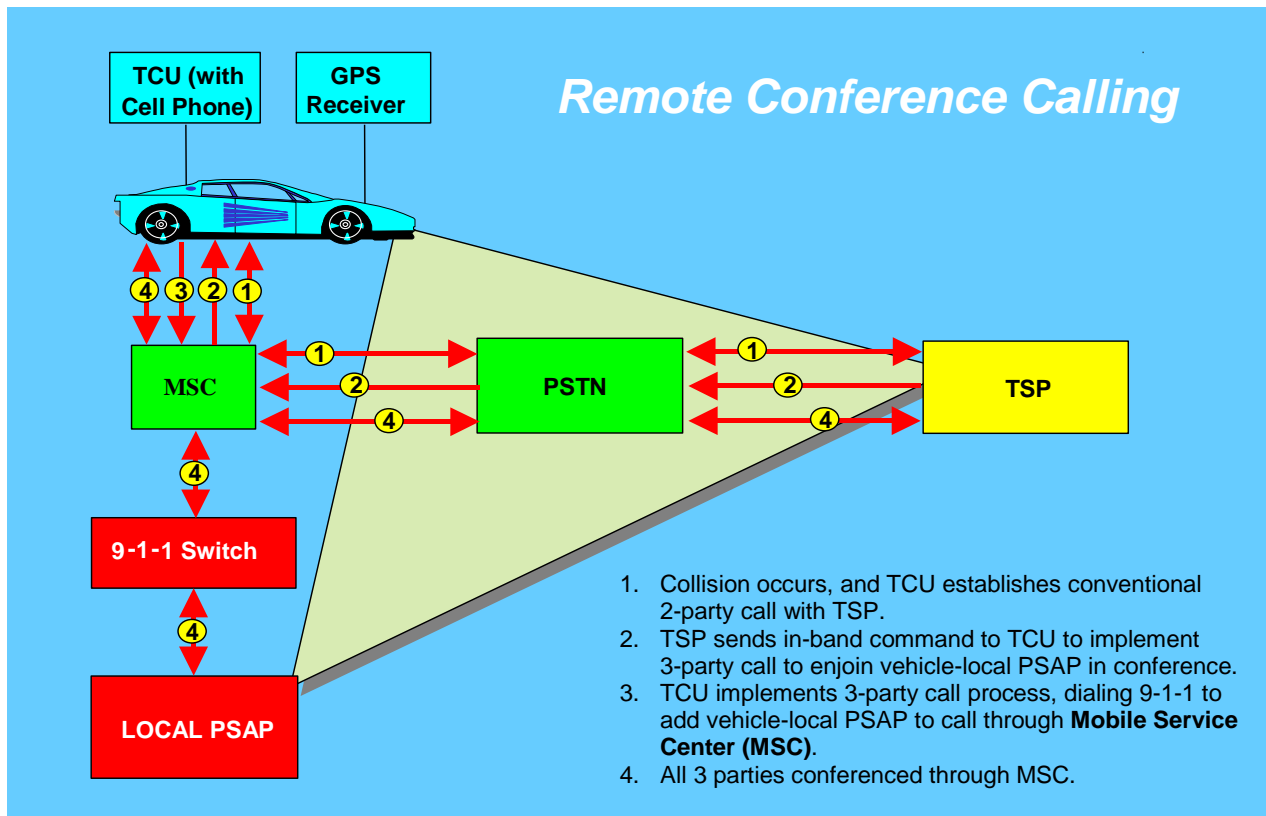 TCU (with
Cell Phone)
GPS
Receiver
Remote Conference Calling
4
3
2
1
1
1
MSC
2
PSTN
2
TSP
4
4
4
9-1-1 Switch
4
LOCAL PSAP
1. Collision occurs, and TCU establishes conventional
2-party call with TSP.
2. TSP sends in-band command to TCU to implement
3-party call to enjoin vehicle-local PSAP in conference.
3. TCU implements 3-party call process, dialing 9-1-1 to
add vehicle-local PSAP to call through Mobile Service
Center (MSC).
4. All 3 parties conferenced through MSC.